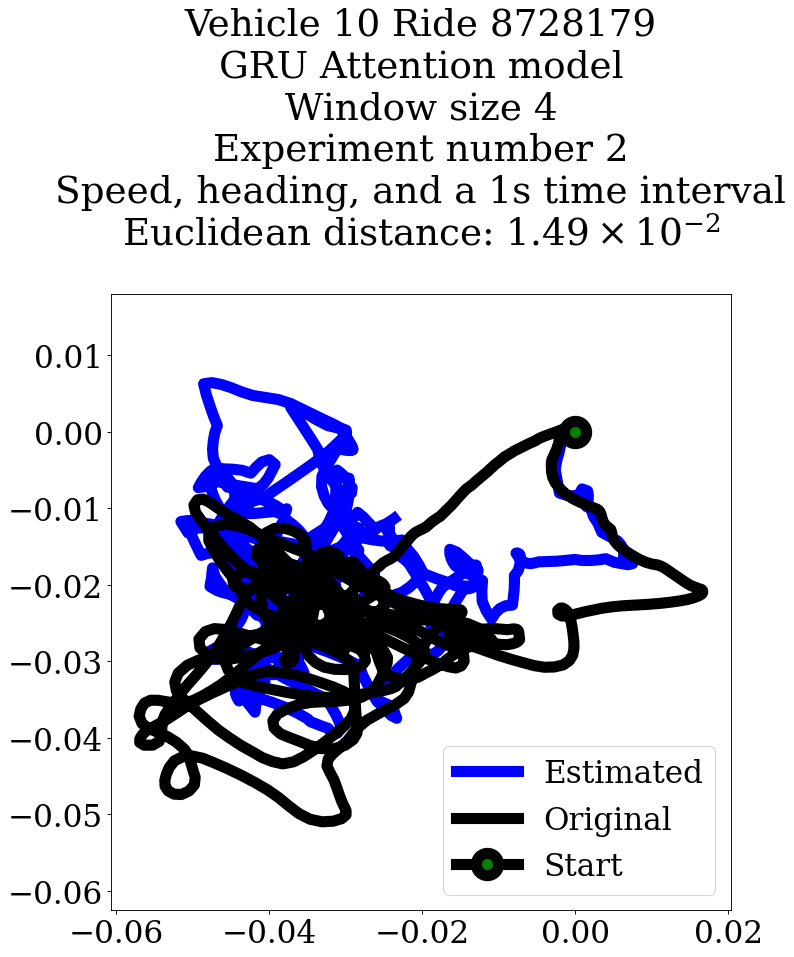 Vehicle 10 Ride 8728179
GRU Attention model
Window size 4
Experiment number 2
Speed, heading, and a 1s time interval
Euclidean distance: 1.49 × 10⁻²
0.01
0.00
−0.01
−0.02
−0.03
−0.04
−0.05
−0.06
Estimated
Original
Start
−0.06 −0.04 −0.02 0.00 0.02